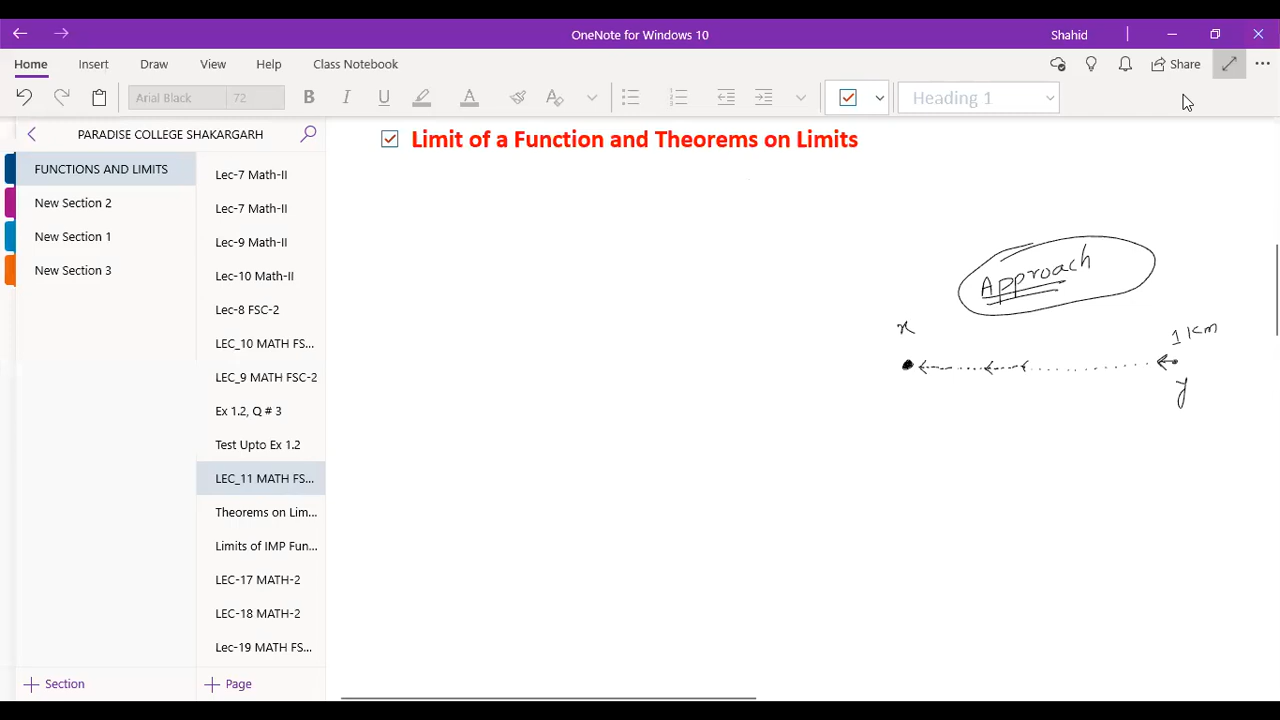 OneNote for Windows 10
Shahid
Home
Insert
Draw
View
Help
Class Notebook
Share
Arial Black
72
B
I
U
A
Heading 1
PARADISE COLLEGE SHAKARGARH
FUNCTIONS AND LIMITS
New Section 2
New Section 1
New Section 3
Lec-7 Math-II
Lec-7 Math-II
Lec-9 Math-II
Lec-10 Math-II
Lec-8 FSC-2
LEC_10 MATH FS...
LEC_9 MATH FSC-2
Ex 1.2, Q # 3
Test Upto Ex 1.2
LEC_11 MATH FS...
Theorems on Lim...
Limits of IMP Fun...
LEC-17 MATH-2
LEC-18 MATH-2
Lec-19 MATH FS...
Section
Page
Limit of a Function and Theorems on Limits
Approach
x
1 Km
y